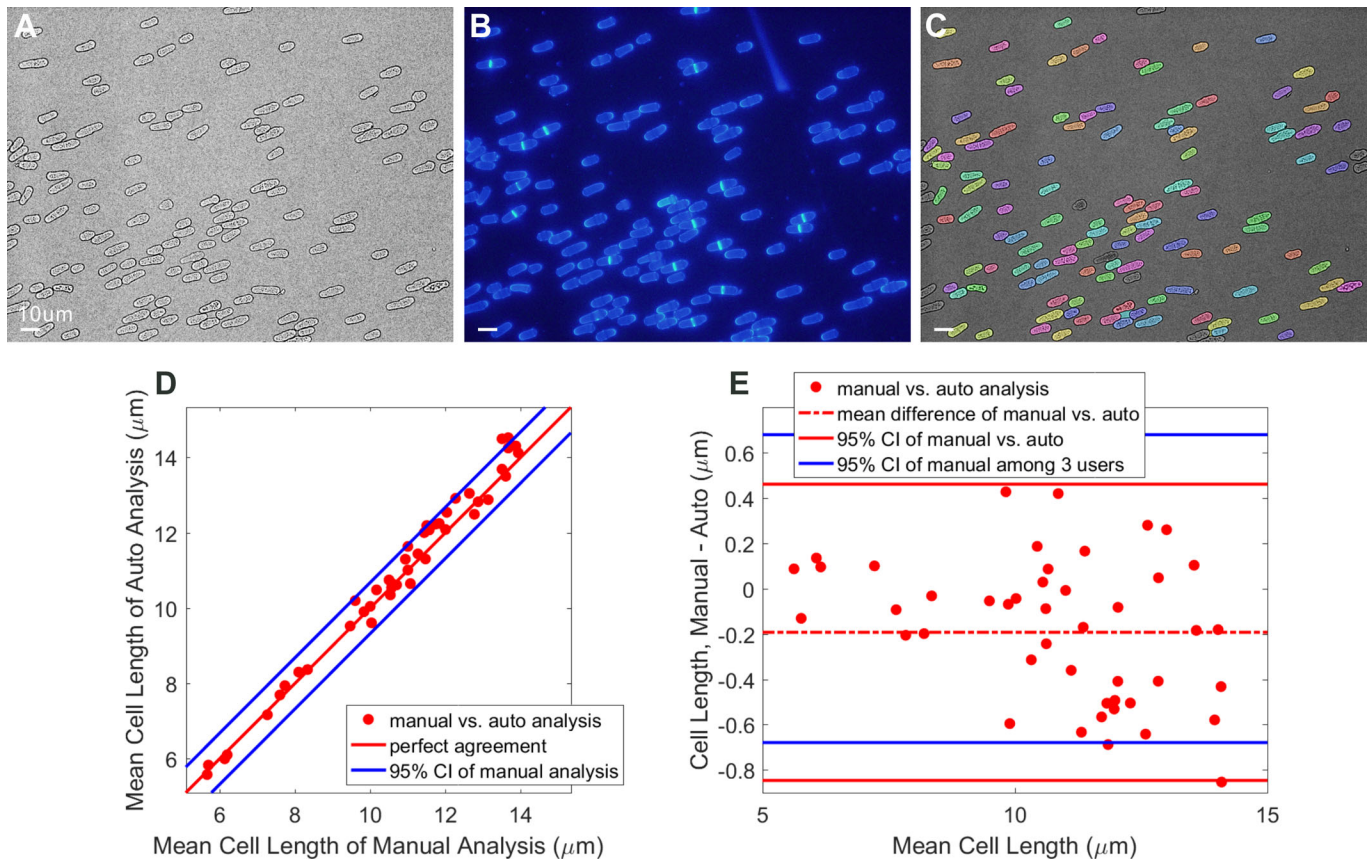 A
B
C
10um
D
Mean Cell Length of Auto Analysis (μm)
14
12
10
8
6
6
8
10
12
14
manual vs. auto analysis
perfect agreement
95% CI of manual analysis
Mean Cell Length of Manual Analysis (μm)
E
manual vs. auto analysis
mean difference of manual vs. auto
95% CI of manual vs. auto
95% CI of manual among 3 users
Cell Length, Manual - Auto (μm)
0.6
0.4
0.2
0
-0.2
-0.4
-0.6
-0.8
5
10
15
Mean Cell Length (μm)